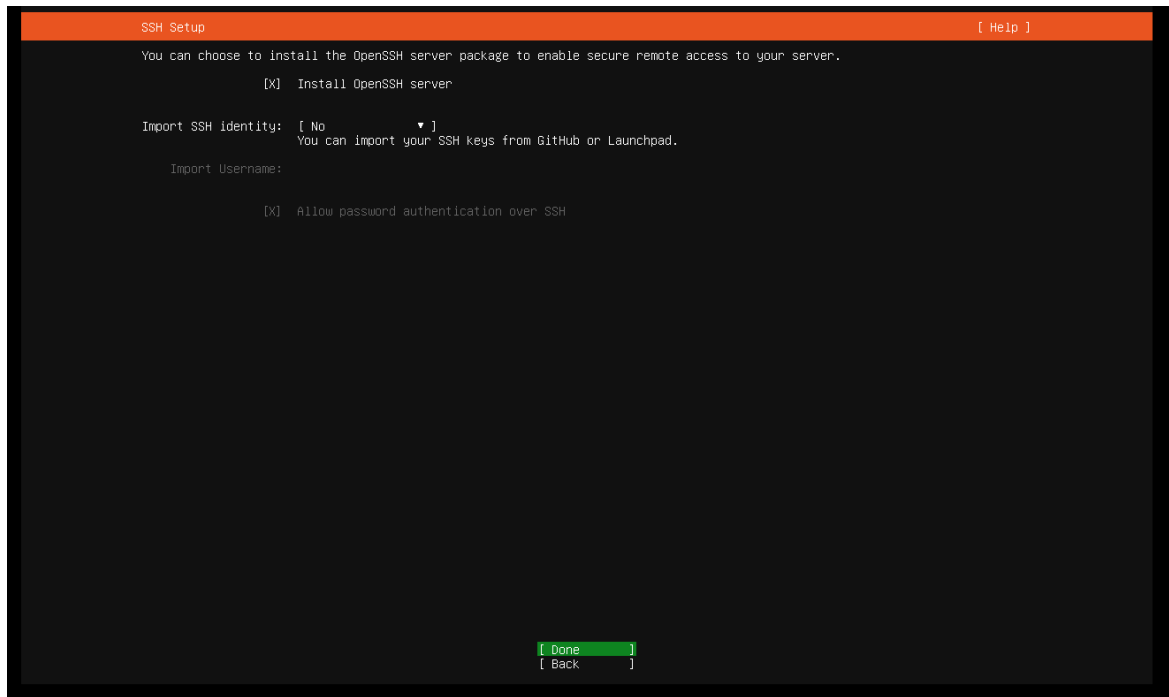 SSH Setup [ Help ]
You can choose to install the OpenSSH server package to enable secure remote access to your server.
[X] Install OpenSSH server
Import SSH identity: [ No ▾ ]
You can import your SSH keys from GitHub or Launchpad.
Import Username:
[X] Allow password authentication over SSH
[ Done ]
[ Back ]